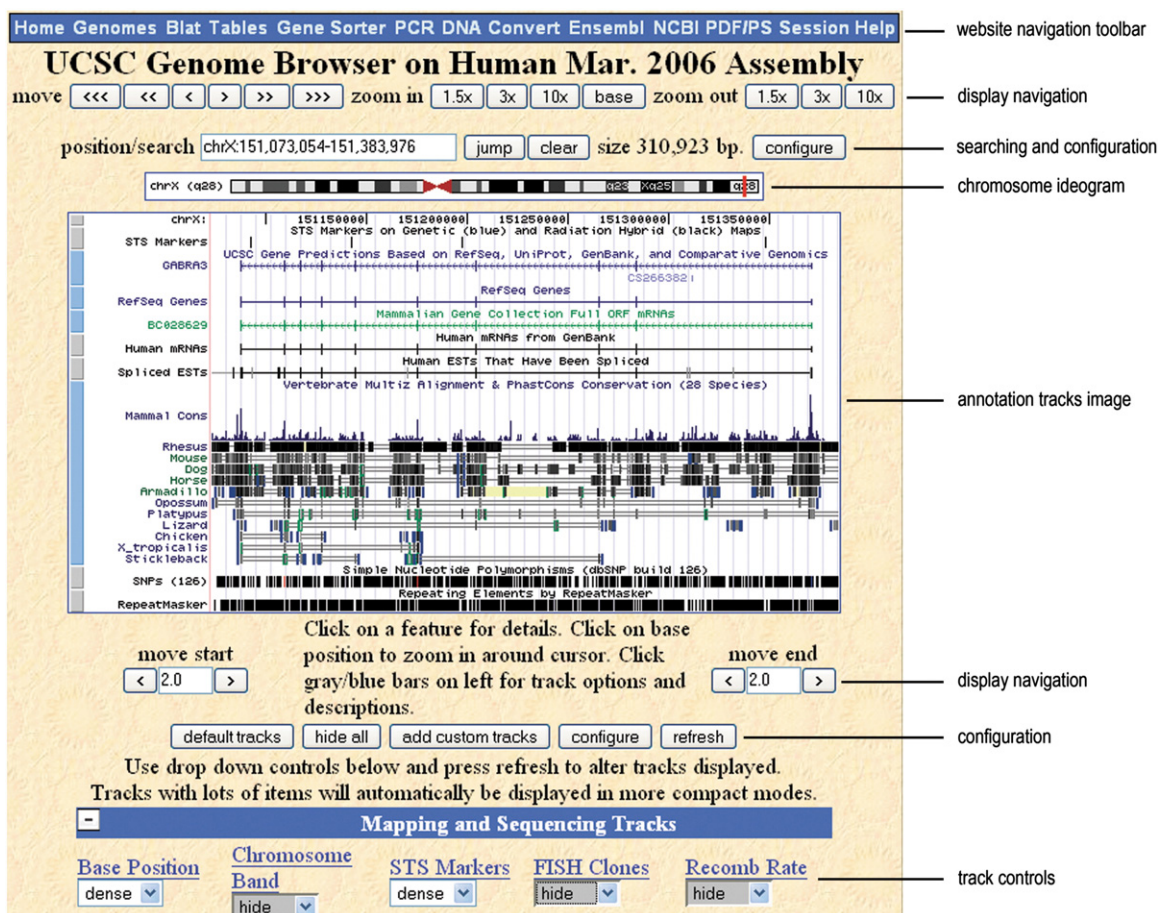 Home Genomes Blat Tables Gene Sorter PCR DNA Convert Ensembl NCBI PDF/PS Session Help
website navigation toolbar
UCSC Genome Browser on Human Mar. 2006 Assembly
move <<< << < > >> >>> zoom in 1.5x 3x 10x base zoom out 1.5x 3x 10x
display navigation
position/search chrX:151,073,054-151,383,976 jump clear size 310,923 bp. configure
searching and configuration
chrX (q28) q23 Xq25 q28
chromosome ideogram
chrX: 151150000| 151200000| 151250000| 151300000| 151350000|
STS Markers on Genetic (blue) and Radiation Hybrid (black) Maps
STS Markers
UCSC Gene Predictions Based on RefSeq, UniProt, GenBank, and Comparative Genomics
GABRA3
CS266382
RefSeq Genes
RefSeq Genes
Mammalian Gene Collection Full ORF mRNAs
BC028629
Human mRNAs from GenBank
Human mRNAs
Human ESTs That Have Been Spliced
Spliced ESTs
Vertebrate Multiz Alignment & PhastCons Conservation (28 Species)
annotation tracks image
Mammal Cons
Rhesus
Mouse
Dog
Horse
Armadillo
Opossum
Platypus
Lizard
Chicken
X_tropicalis
Stickleback
Simple Nucleotide Polymorphisms (dbSNP build 126)
SNPs (126)
Repeating Elements by RepeatMasker
RepeatMasker
move start
< 2.0 >
Click on a feature for details. Click on base
position to zoom in around cursor. Click
gray/blue bars on left for track options and
descriptions.
move end
< 2.0 >
display navigation
default tracks hide all add custom tracks configure refresh
configuration
Use drop down controls below and press refresh to alter tracks displayed.
Tracks with lots of items will automatically be displayed in more compact modes.
- Mapping and Sequencing Tracks
Base Position
dense
Chromosome
Band
hide
STS Markers
dense
FISH Clones
hide
Recomb Rate
hide
track controls